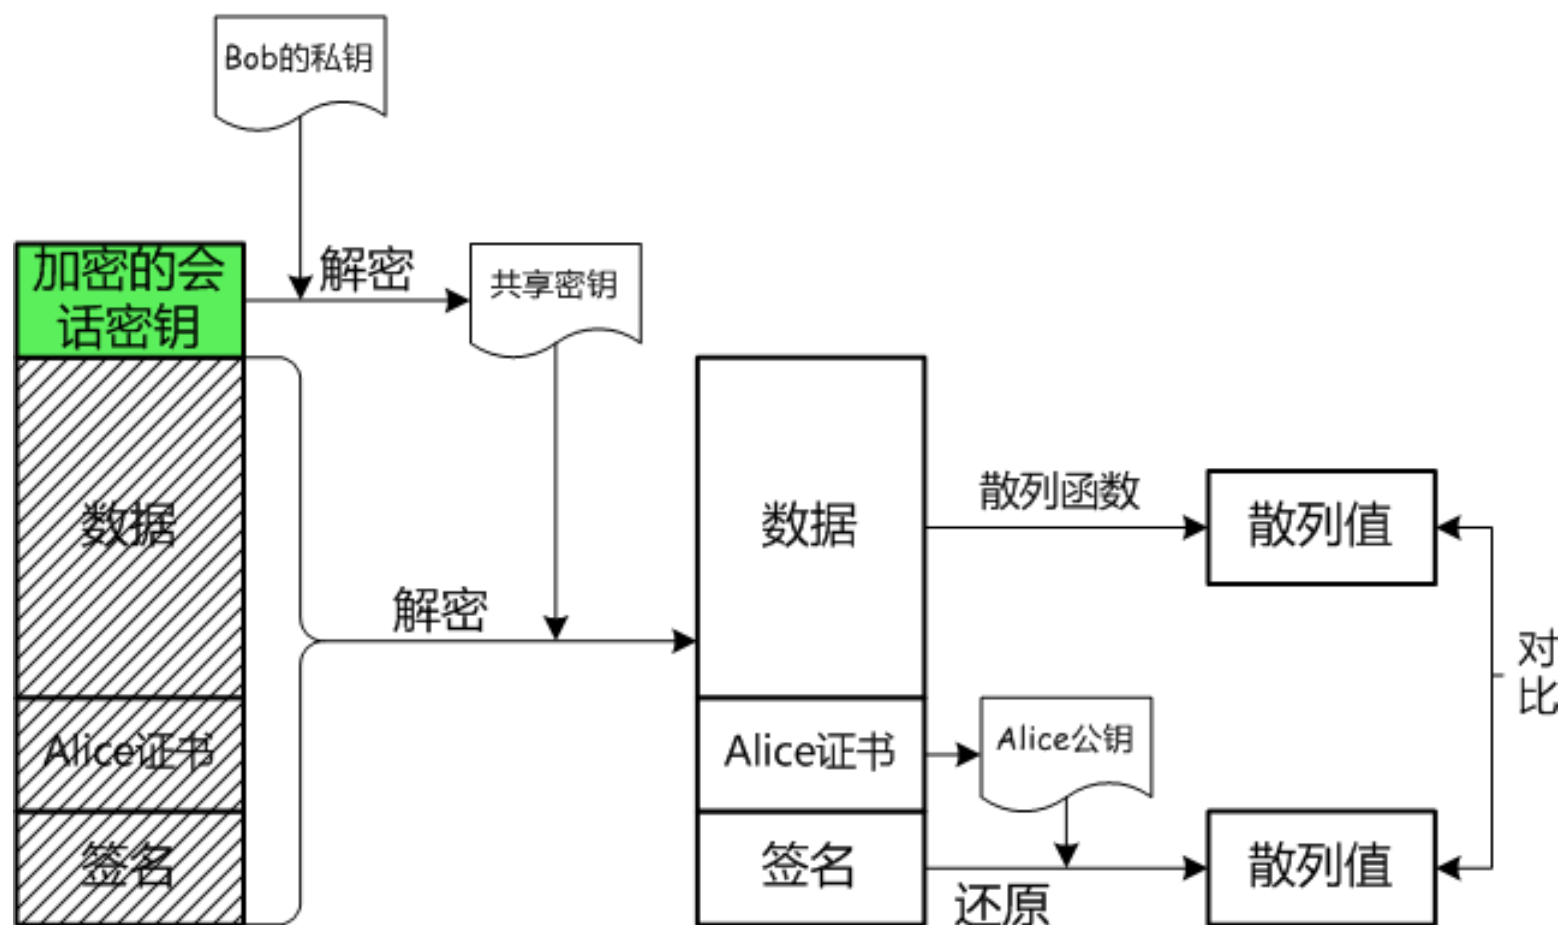 Bob的私钥
加密的会
话密钥
解密
共享密钥
数据
Alice证书
签名
解密
数据
Alice证书
签名
散列函数
散列值
Alice公钥
还原
散列值
对
比